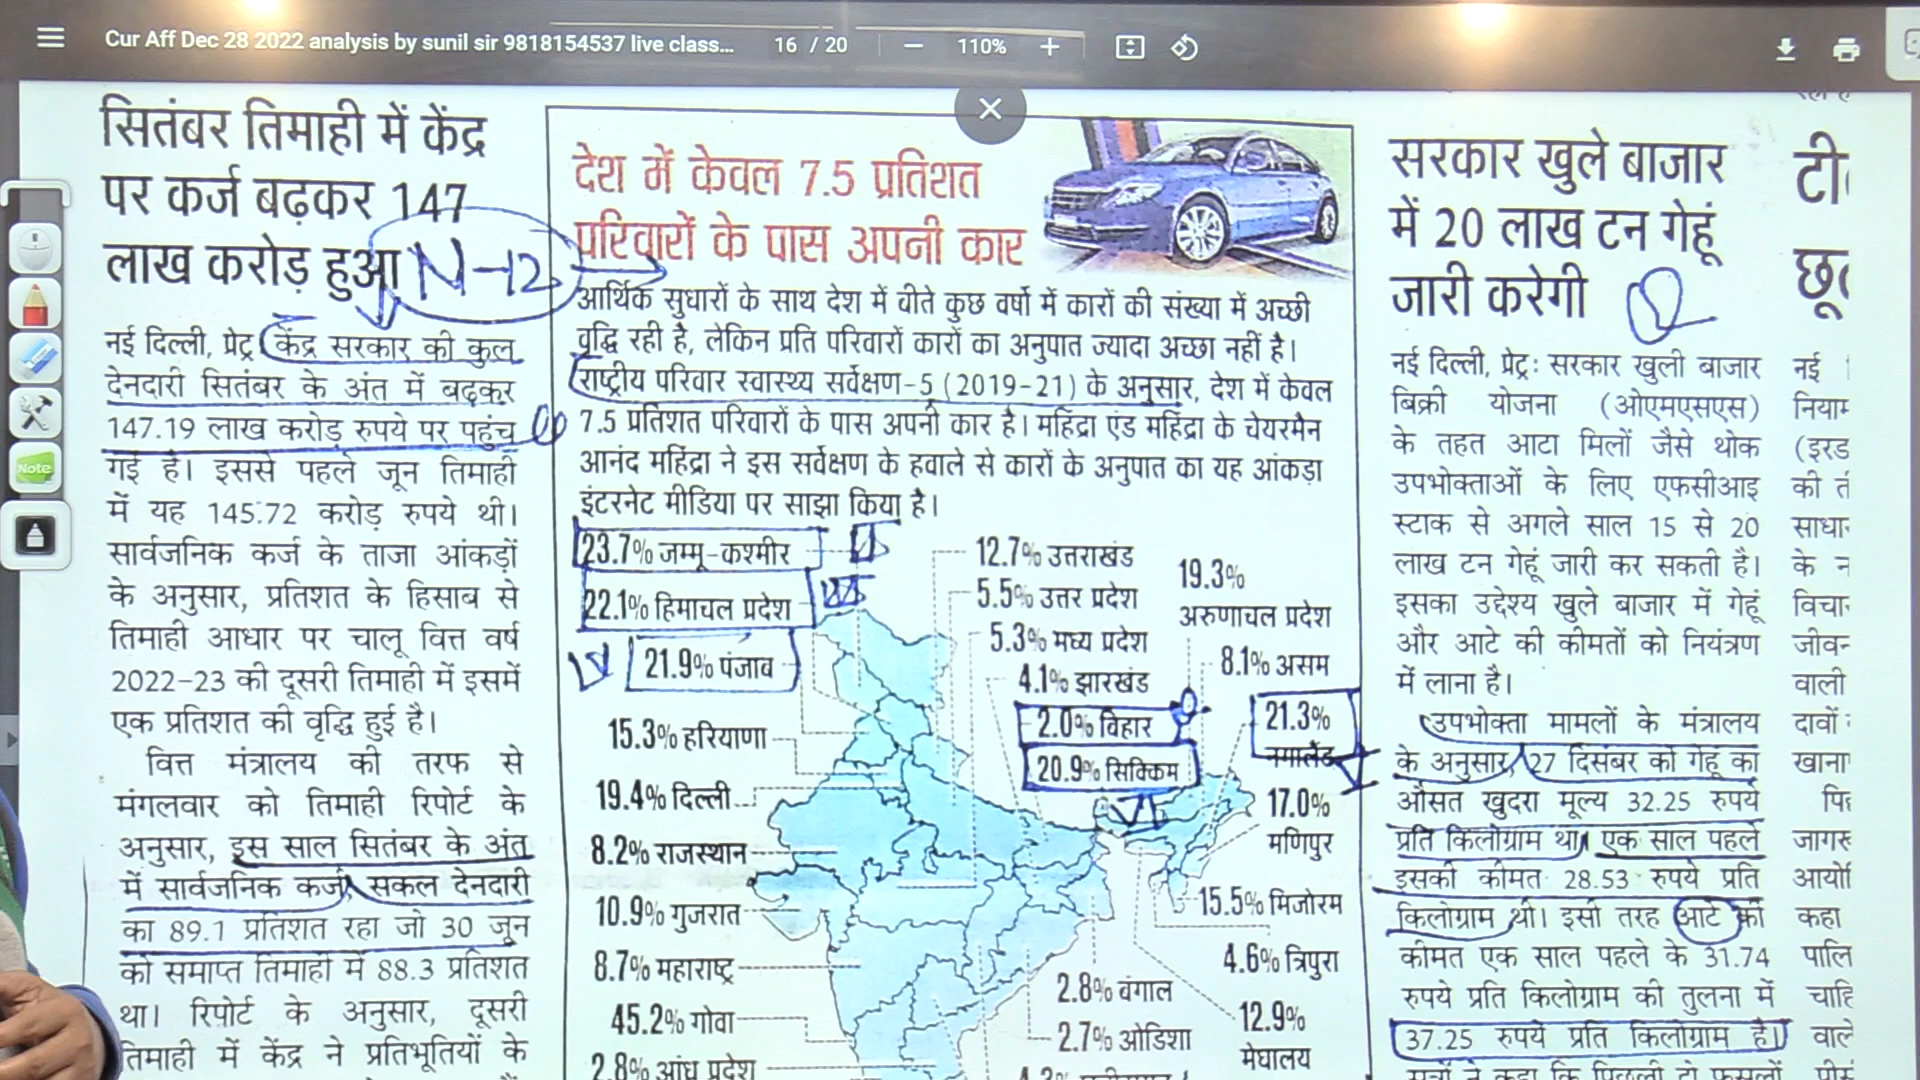 Cur Aff Dec 28 2022 analysis by sunil sir 9818154537 live class...
16 / 20
110%
Note
सितंबर तिमाही में केंद्र
पर कर्ज बढ़कर 147
लाख करोड़ हुआ
N-12
नई दिल्ली, प्रेट्र केंद्र सरकार की कुल
देनदारी सितंबर के अंत में बढ़कर
147.19 लाख करोड़ रुपये पर पहुंच
गई है। इससे पहले जून तिमाही
में यह 145.72 करोड़ रुपये थी।
सार्वजनिक कर्ज के ताजा आंकड़ों
के अनुसार, प्रतिशत के हिसाब से
तिमाही आधार पर चालू वित्त वर्ष
2022-23 की दूसरी तिमाही में इसमें
एक प्रतिशत की वृद्धि हुई है।
वित्त मंत्रालय की तरफ से
मंगलवार को तिमाही रिपोर्ट के
अनुसार, इस साल सितंबर के अंत
में सार्वजनिक कर्ज, सकल देनदारी
का 89.1 प्रतिशत रहा जो 30 जून
को समाप्त तिमाही में 88.3 प्रतिशत
था। रिपोर्ट के अनुसार, दूसरी
तिमाही में केंद्र ने प्रतिभूतियों के
देश में केवल 7.5 प्रतिशत
परिवारों के पास अपनी कार
आर्थिक सुधारों के साथ देश में बीते कुछ वर्षो में कारों की संख्या में अच्छी
वृद्धि रही है, लेकिन प्रति परिवारों कारों का अनुपात ज्यादा अच्छा नहीं है।
राष्ट्रीय परिवार स्वास्थ्य सर्वेक्षण-5 (2019-21) के अनुसार, देश में केवल
7.5 प्रतिशत परिवारों के पास अपनी कार है। महिंद्रा एंड महिंद्रा के चेयरमैन
आनंद महिंद्रा ने इस सर्वेक्षण के हवाले से कारों के अनुपात का यह आंकड़ा
इंटरनेट मीडिया पर साझा किया है।
23.7% जम्मू-कश्मीर
22.1% हिमाचल प्रदेश
21.9% पंजाब
15.3% हरियाणा
19.4% दिल्ली
8.2% राजस्थान
10.9% गुजरात
8.7% महाराष्ट्र
45.2% गोवा
2.8% आंध्र प्रदेश
12.7% उत्तराखंड
5.5% उत्तर प्रदेश
5.3% मध्य प्रदेश
4.1% झारखंड
2.0% बिहार
20.9% सिक्किम
19.3%
अरुणाचल प्रदेश
8.1% असम
21.3%
नगालैंड
17.0%
मणिपुर
15.5% मिजोरम
4.6% त्रिपुरा
12.9%
मेघालय
2.8% बंगाल
2.7% ओडिशा
सरकार खुले बाजार
में 20 लाख टन गेहूं
जारी करेगी
नई दिल्ली, प्रेट्र: सरकार खुली बाजार
बिक्री योजना (ओएमएसएस)
के तहत आटा मिलों जैसे थोक
उपभोक्ताओं के लिए एफसीआइ
स्टाक से अगले साल 15 से 20
लाख टन गेहूं जारी कर सकती है।
इसका उद्देश्य खुले बाजार में गेहूं
और आटे की कीमतों को नियंत्रण
में लाना है।
उपभोक्ता मामलों के मंत्रालय
के अनुसार, 27 दिसंबर को गेहूं का
औसत खुदरा मूल्य 32.25 रुपये
प्रति किलोग्राम था, एक साल पहले
इसकी कीमत 28.53 रुपये प्रति
किलोग्राम थी। इसी तरह आटे की
कीमत एक साल पहले के 31.74
रुपये प्रति किलोग्राम की तुलना में
37.25 रुपये प्रति किलोग्राम है।
नई
की
के
वाली
खाना
कहा